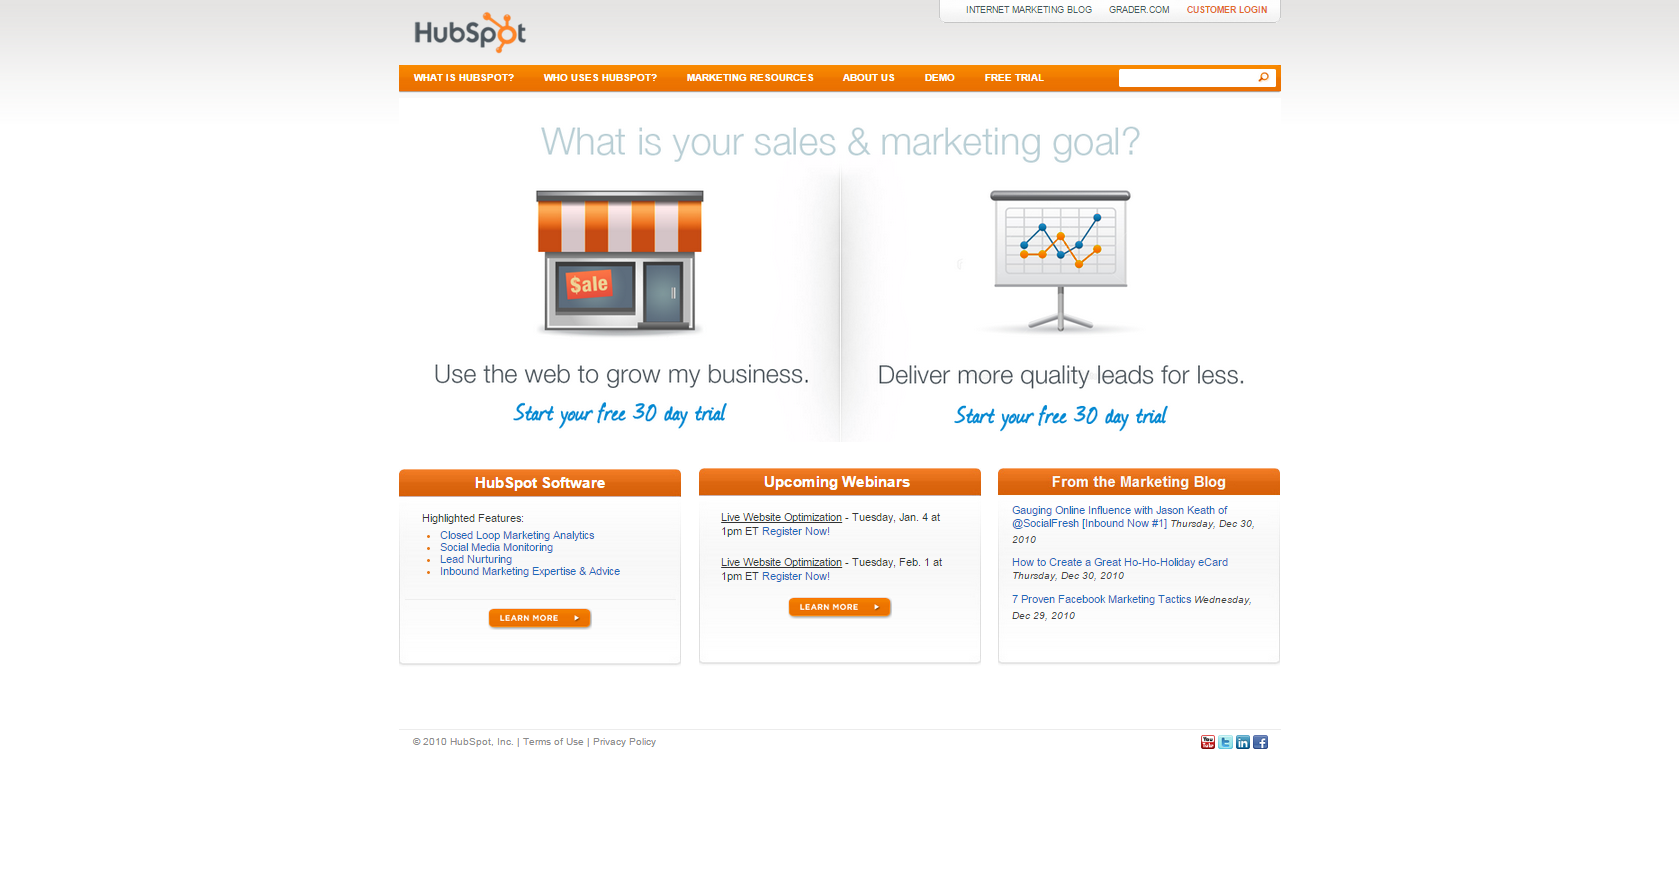 INTERNET MARKETING BLOG GRADER.COM CUSTOMER LOGIN
HubSpot
WHAT IS HUBSPOT? WHO USES HUBSPOT? MARKETING RESOURCES ABOUT US DEMO FREE TRIAL
What is your sales & marketing goal?
$ale
Use the web to grow my business.
Start your free 30 day trial
Deliver more quality leads for less.
Start your free 30 day trial
HubSpot Software
Highlighted Features:
Closed Loop Marketing Analytics
Social Media Monitoring
Lead Nurturing
Inbound Marketing Expertise & Advice
LEARN MORE
Upcoming Webinars
Live Website Optimization - Tuesday, Jan. 4 at
1pm ET Register Now!
Live Website Optimization - Tuesday, Feb. 1 at
1pm ET Register Now!
LEARN MORE
From the Marketing Blog
Gauging Online Influence with Jason Keath of
@SocialFresh [Inbound Now #1] Thursday, Dec 30,
2010
How to Create a Great Ho-Ho-Holiday eCard
Thursday, Dec 30, 2010
7 Proven Facebook Marketing Tactics Wednesday,
Dec 29, 2010
© 2010 HubSpot, Inc. | Terms of Use | Privacy Policy
You Tube t in f